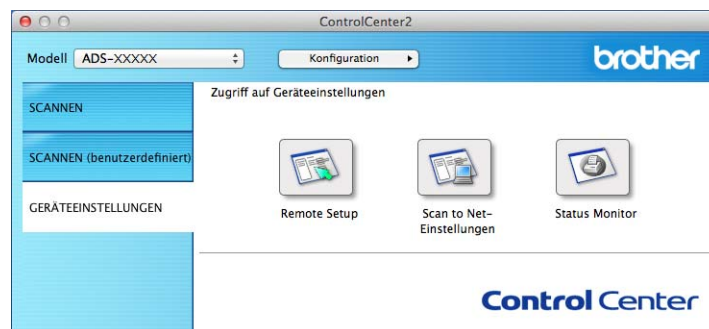 ControlCenter2
Modell ADS-XXXXX Konfiguration brother
SCANNEN
SCANNEN (benutzerdefiniert)
GERÄTEEINSTELLUNGEN
Zugriff auf Geräteeinstellungen
Remote Setup
Scan to Net-
Einstellungen
Status Monitor
Control Center